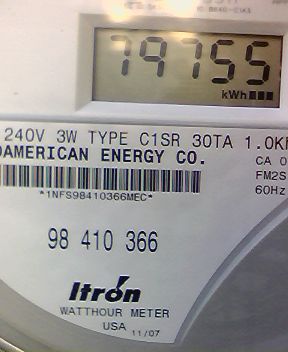 79755
kWh
240V 3W TYPE C1SR 30TA 1.0K
AMERICAN ENERGY CO.
CA 0
FM2S
60Hz
*1NFS98410366MEC*
98 410 366
Itrón
WATTHOUR METER
USA 11/07